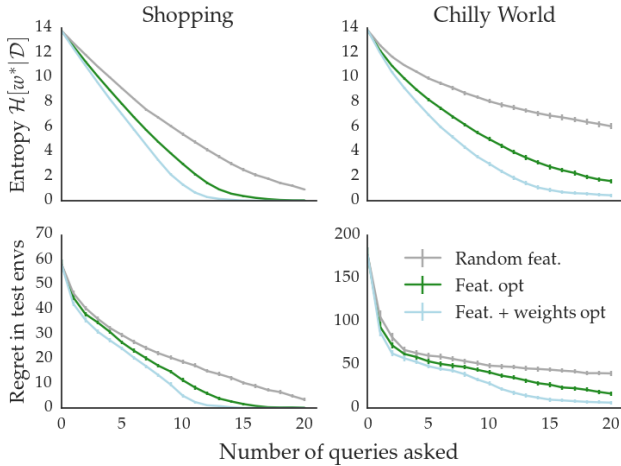 Shopping
Chilly World
Entropy H[w*|D]
14
12
10
8
6
4
2
0
14
12
10
8
6
4
2
0
Regret in test envs
70
60
50
40
30
20
10
0
0 5 10 15 20
200
150
100
50
0
0 5 10 15 20
Random feat.
Feat. opt
Feat. + weights opt
Number of queries asked